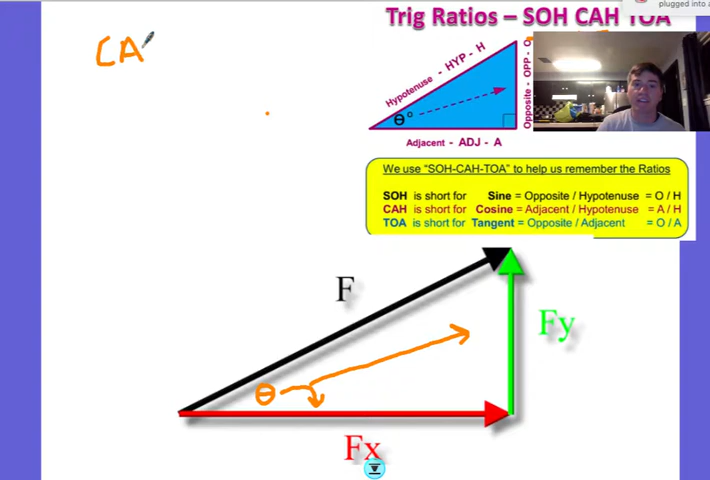 plugged into a
Trig Ratios – SOH CAH TOA
CA
Hypotenuse - HYP - H
Opposite - OPP - O
θ°
Adjacent - ADJ - A
We use "SOH-CAH-TOA" to help us remember the Ratios
SOH is short for Sine = Opposite / Hypotenuse = O / H
CAH is short for Cosine = Adjacent / Hypotenuse = A / H
TOA is short for Tangent = Opposite / Adjacent = O / A
F
Fy
θ
Fx